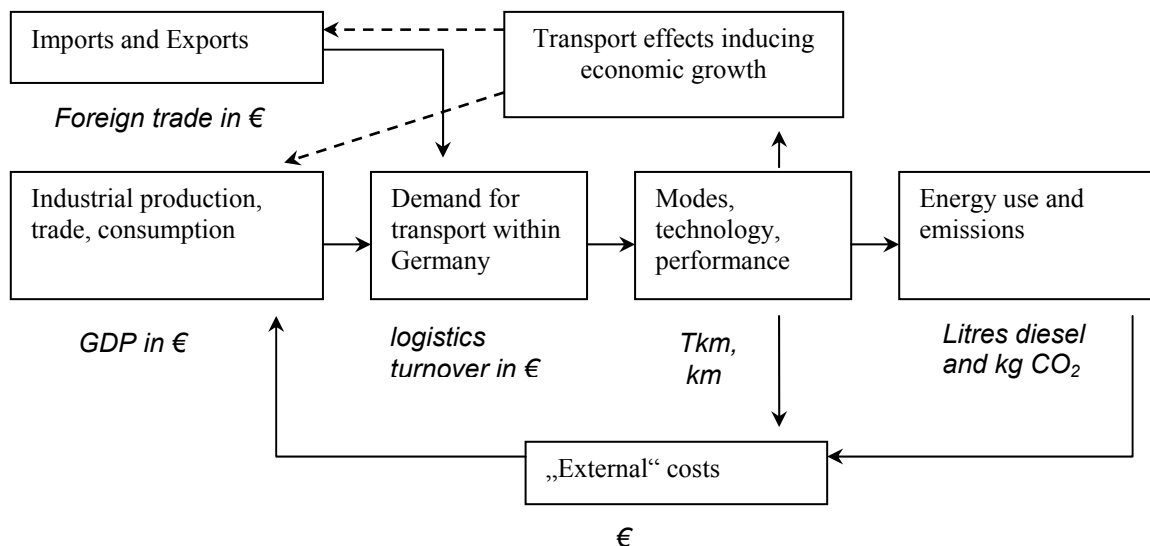 Imports and Exports
Transport effects inducing
economic growth
Foreign trade in €
Industrial production,
trade, consumption
Demand for
transport within
Germany
Modes,
technology,
performance
Energy use and
emissions
GDP in €
logistics
turnover in €
Tkm,
km
Litres diesel
and kg CO₂
„External“ costs
€